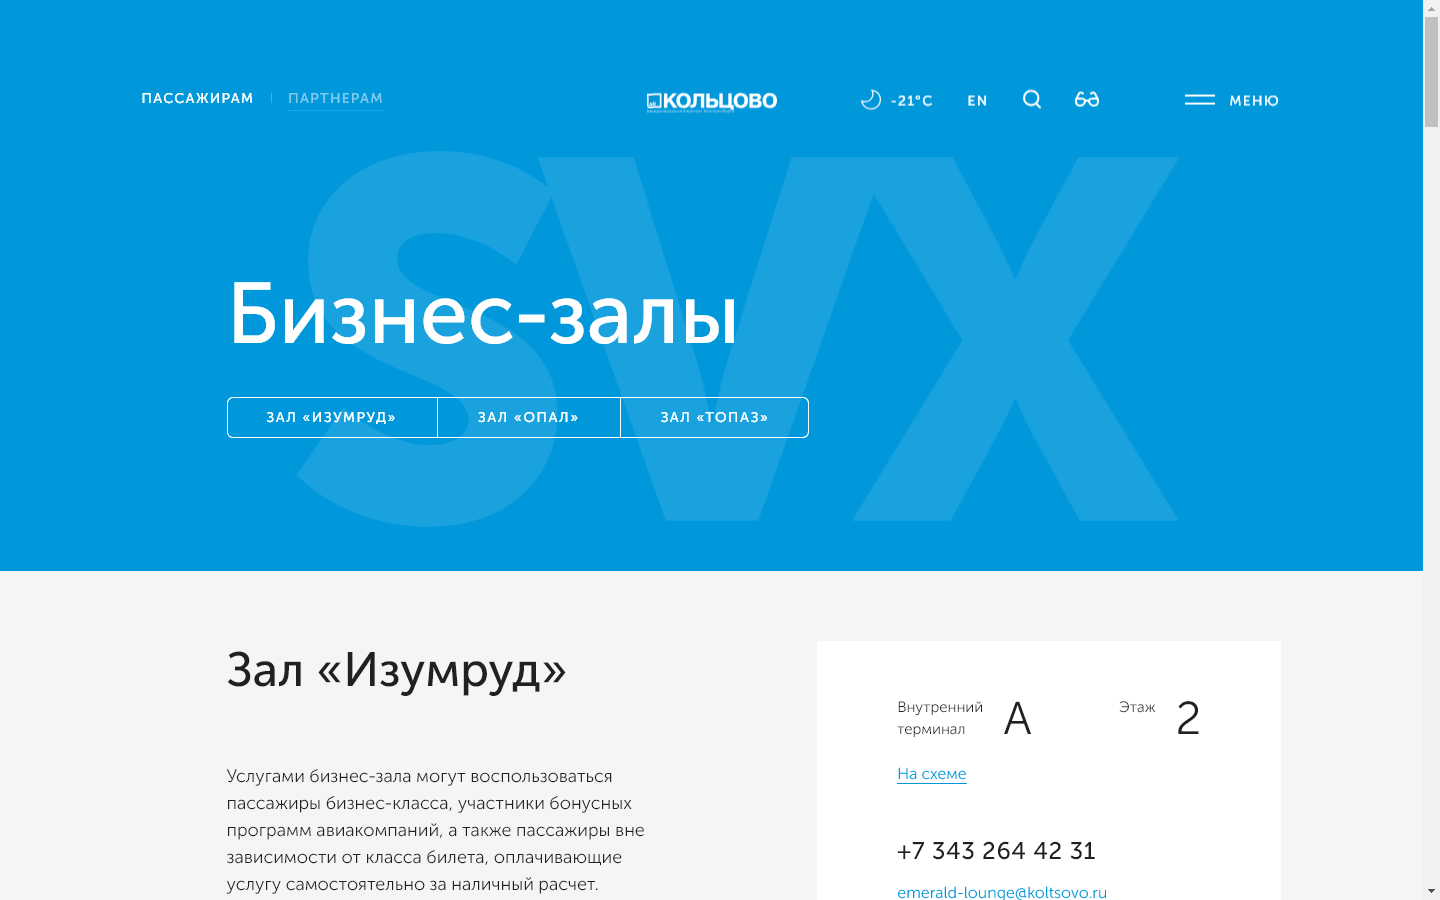 ПАССАЖИРАМ
ПАРТНЕРАМ
КОЛЬЦОВО
-21°C
EN
МЕНЮ
SVX
Бизнес-залы
ЗАЛ «ИЗУМРУД»
ЗАЛ «ОПАЛ»
ЗАЛ «ТОПАЗ»
Зал «Изумруд»
Услугами бизнес-зала могут воспользоваться
пассажиры бизнес-класса, участники бонусных
программ авиакомпаний, а также пассажиры вне
зависимости от класса билета, оплачивающие
услугу самостоятельно за наличный расчет.
Внутренний
терминал
A
Этаж
2
На схеме
+7 343 264 42 31
emerald-lounge@koltsovo.ru